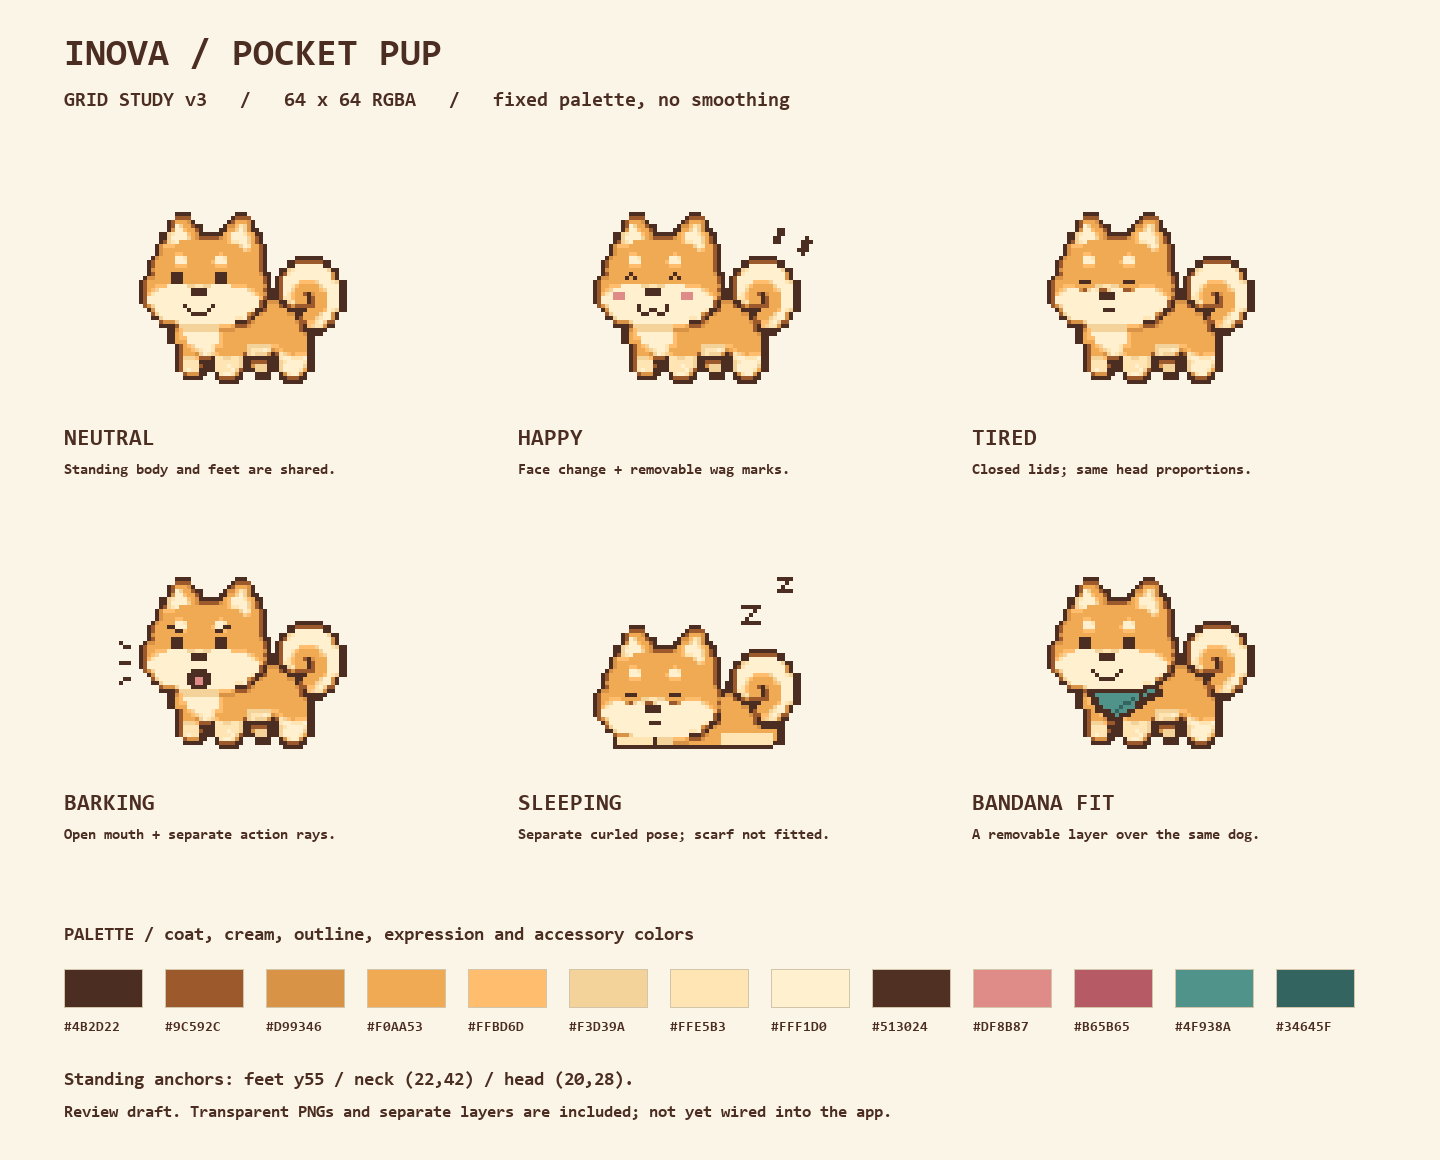 INOVA / POCKET PUP
GRID STUDY v3 / 64 x 64 RGBA / fixed palette, no smoothing
NEUTRAL
Standing body and feet are shared.
HAPPY
Face change + removable wag marks.
TIRED
Closed lids; same head proportions.
BARKING
Open mouth + separate action rays.
Z
Z
SLEEPING
Separate curled pose; scarf not fitted.
BANDANA FIT
A removable layer over the same dog.
PALETTE / coat, cream, outline, expression and accessory colors
#4B2D22 #9C592C #D99346 #F0AA53 #FFBD6D #F3D39A #FFE5B3 #FFF1D0 #513024 #DF8B87 #B65B65 #4F938A #34645F
Standing anchors: feet y55 / neck (22,42) / head (20,28).
Review draft. Transparent PNGs and separate layers are included; not yet wired into the app.